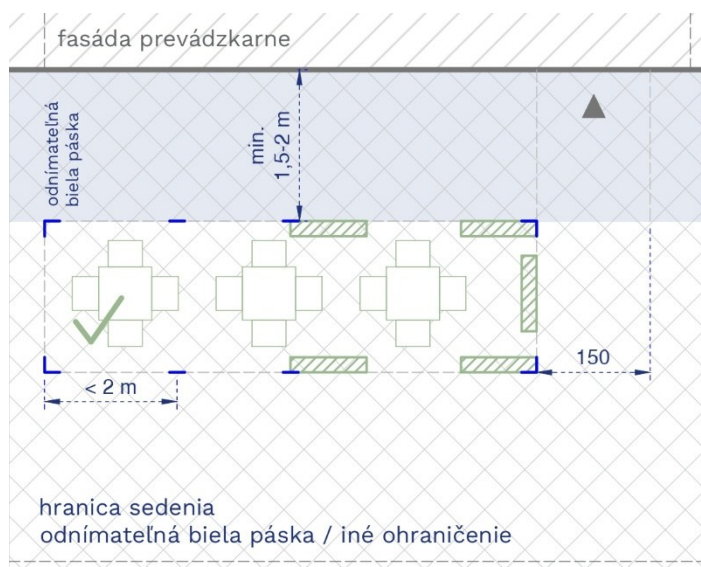 fasáda prevádzkarne
odnímateľná
biela páska
min.
1,5-2 m
150
< 2 m
hranica sedenia
odnímateľná biela páska / iné ohraničenie